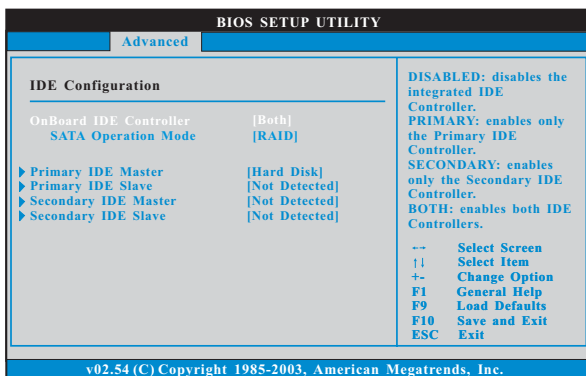 BIOS SETUP UTILITY
Advanced
IDE Configuration
OnBoard IDE Controller [Both]
SATA Operation Mode [RAID]
Primary IDE Master [Hard Disk]
Primary IDE Slave [Not Detected]
Secondary IDE Master [Not Detected]
Secondary IDE Slave [Not Detected]
DISABLED: disables the
integrated IDE
Controller.
PRIMARY: enables only
the Primary IDE
Controller.
SECONDARY: enables
only the Secondary IDE
Controller.
BOTH: enables both IDE
Controllers.
←→ Select Screen
↑↓ Select Item
+- Change Option
F1 General Help
F9 Load Defaults
F10 Save and Exit
ESC Exit
v02.54 (C) Copyright 1985-2003, American Megatrends, Inc.